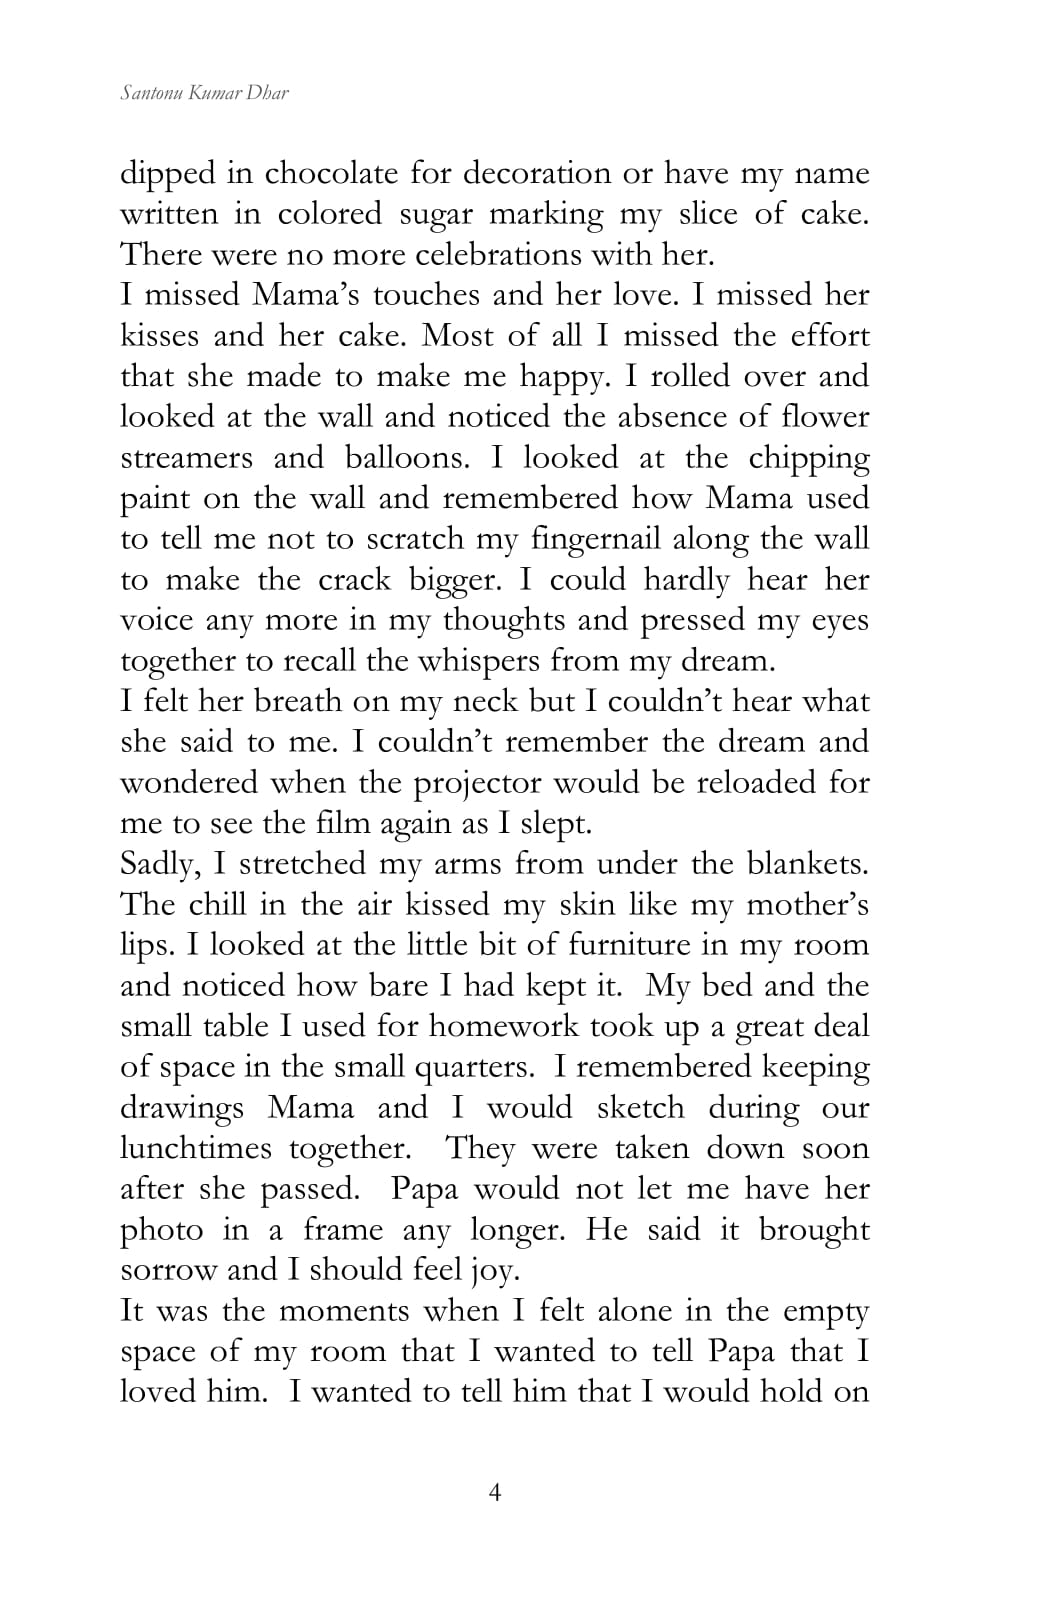 Santonu Kumar Dhar
dipped in chocolate for decoration or have my name
written in colored sugar marking my slice of cake.
There were no more celebrations with her.
I missed Mama’s touches and her love. I missed her
kisses and her cake. Most of all I missed the effort
that she made to make me happy. I rolled over and
looked at the wall and noticed the absence of flower
streamers and balloons. I looked at the chipping
paint on the wall and remembered how Mama used
to tell me not to scratch my fingernail along the wall
to make the crack bigger. I could hardly hear her
voice any more in my thoughts and pressed my eyes
together to recall the whispers from my dream.
I felt her breath on my neck but I couldn’t hear what
she said to me. I couldn’t remember the dream and
wondered when the projector would be reloaded for
me to see the film again as I slept.
Sadly, I stretched my arms from under the blankets.
The chill in the air kissed my skin like my mother’s
lips. I looked at the little bit of furniture in my room
and noticed how bare I had kept it.  My bed and the
small table I used for homework took up a great deal
of space in the small quarters.  I remembered keeping
drawings Mama and I would sketch during our
lunchtimes together.  They were taken down soon
after she passed.  Papa would not let me have her
photo in a frame any longer. He said it brought
sorrow and I should feel joy.
It was the moments when I felt alone in the empty
space of my room that I wanted to tell Papa that I
loved him.  I wanted to tell him that I would hold on
4